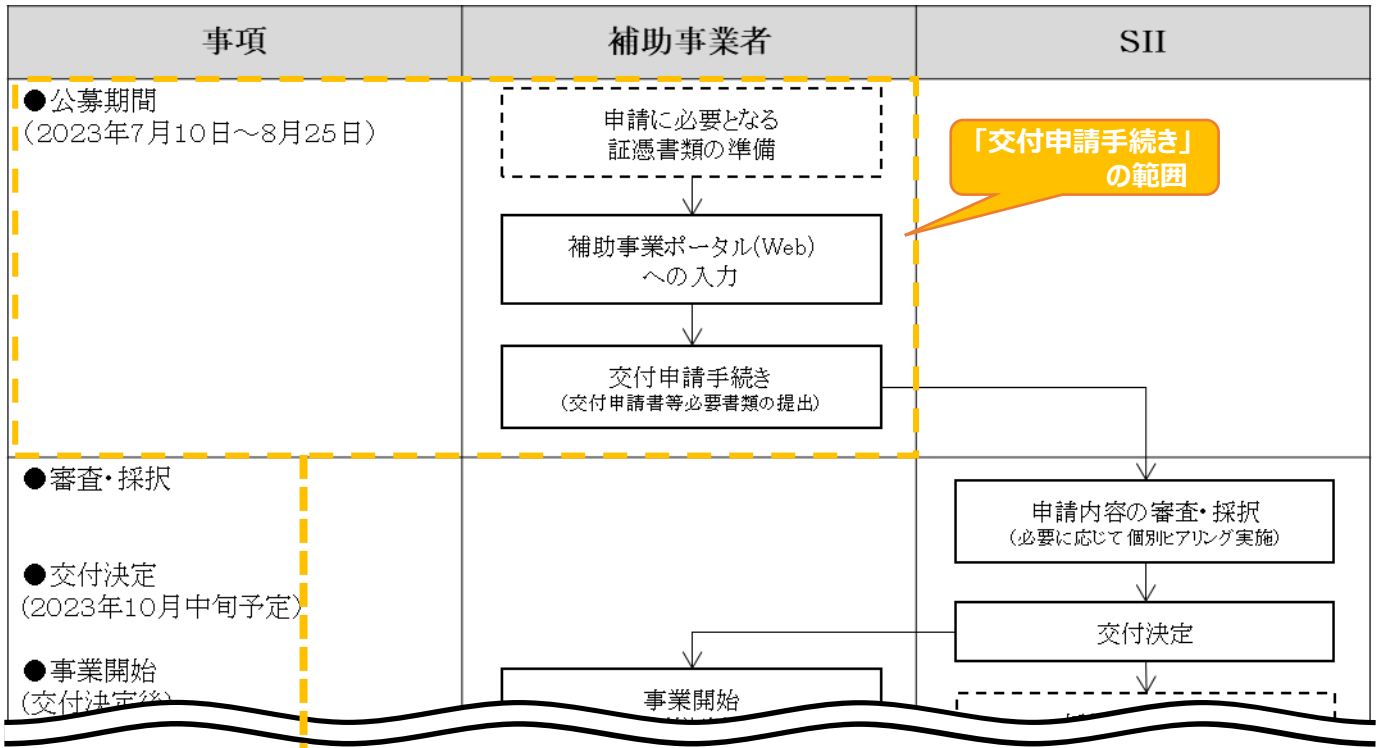 事項
補助事業者
SII
●公募期間
(2023年7月10日～8月25日)
申請に必要となる
証憑書類の準備
「交付申請手続き」
の範囲
補助事業ポータル(Web)
への入力
交付申請手続き
(交付申請書等必要書類の提出)
●審査・採択
申請内容の審査・採択
(必要に応じて個別ヒアリング実施)
●交付決定
(2023年10月中旬予定)
交付決定
●事業開始
(交付決定後)
事業開始